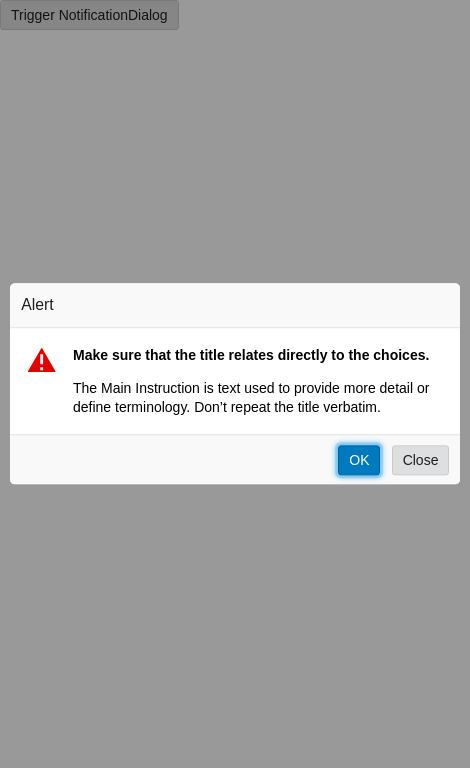 Trigger NotificationDialog
Alert
Make sure that the title relates directly to the choices.
The Main Instruction is text used to provide more detail or
define terminology. Don’t repeat the title verbatim.
OK Close